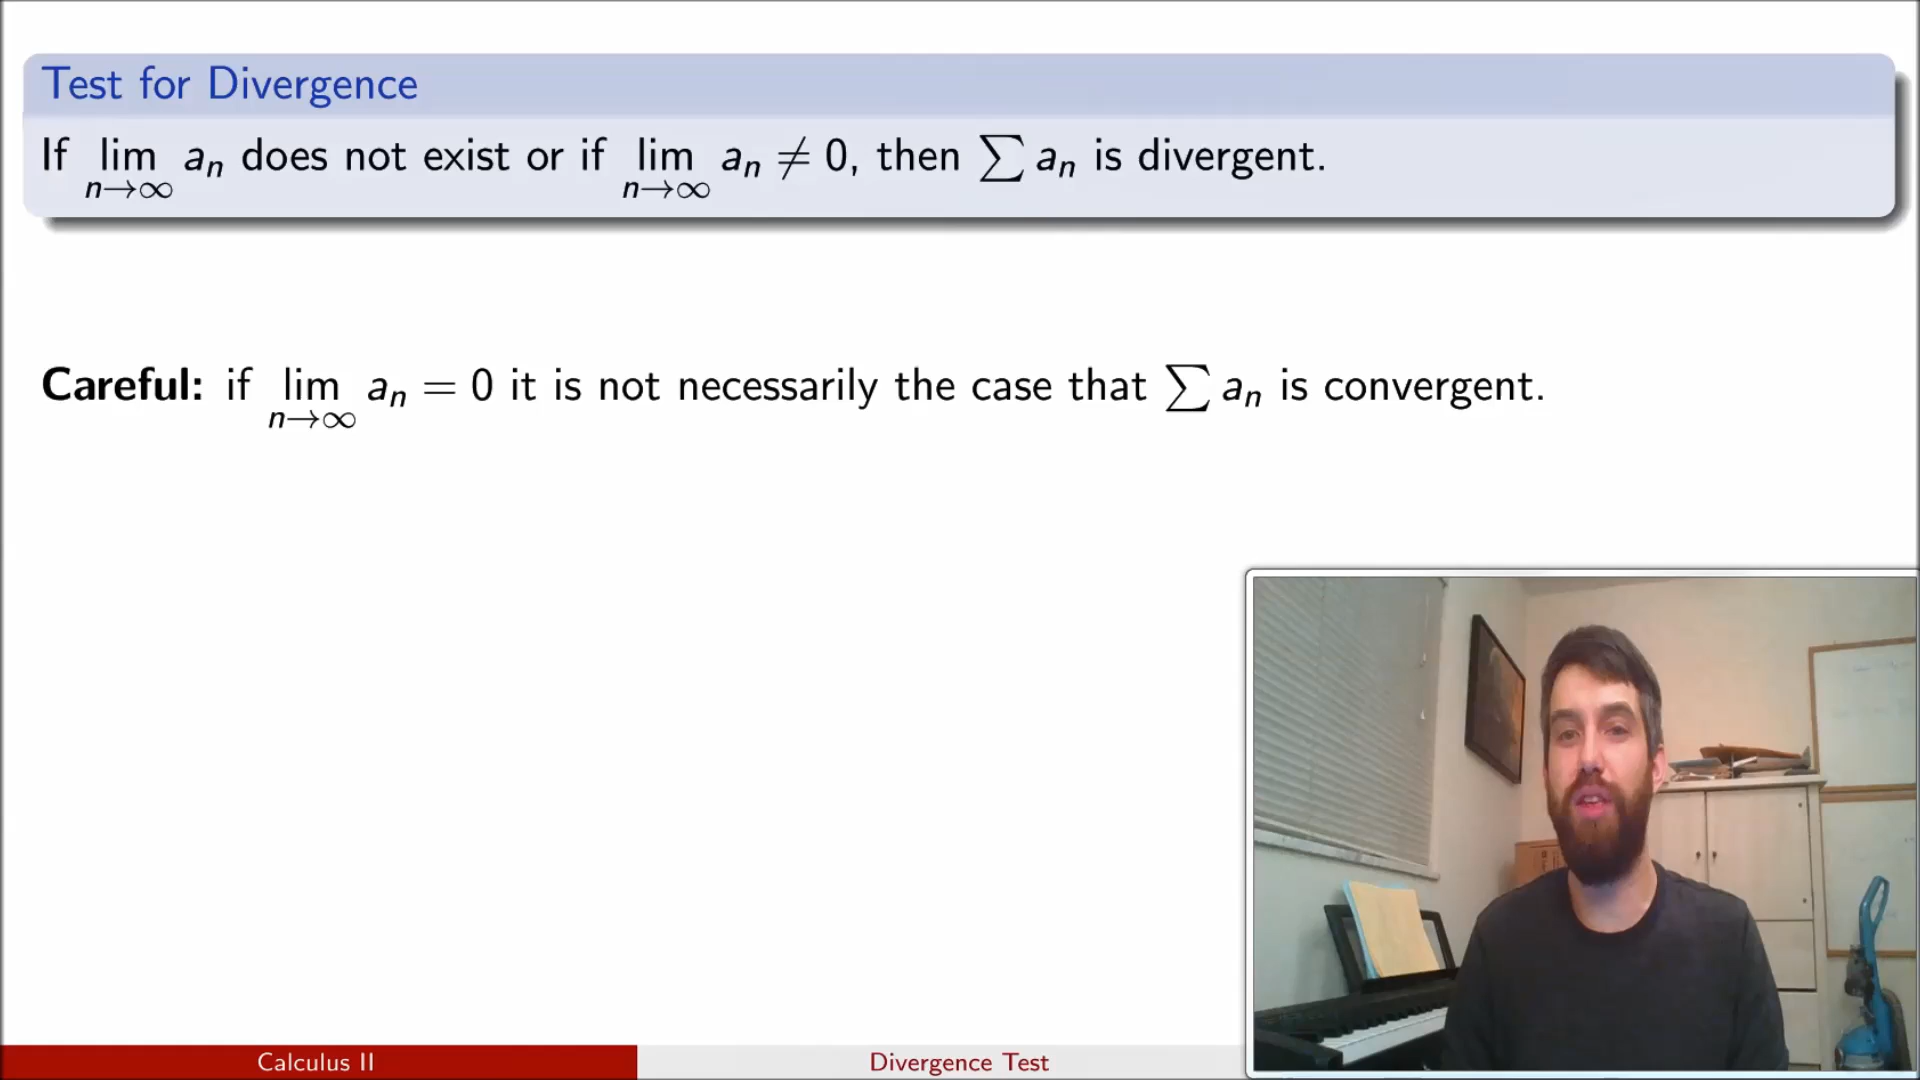 Test for Divergence
If lim_{n→∞} a_n does not exist or if lim_{n→∞} a_n ≠ 0, then ∑ a_n is divergent.
Careful: if lim_{n→∞} a_n = 0 it is not necessarily the case that ∑ a_n is convergent.
Calculus II
Divergence Test